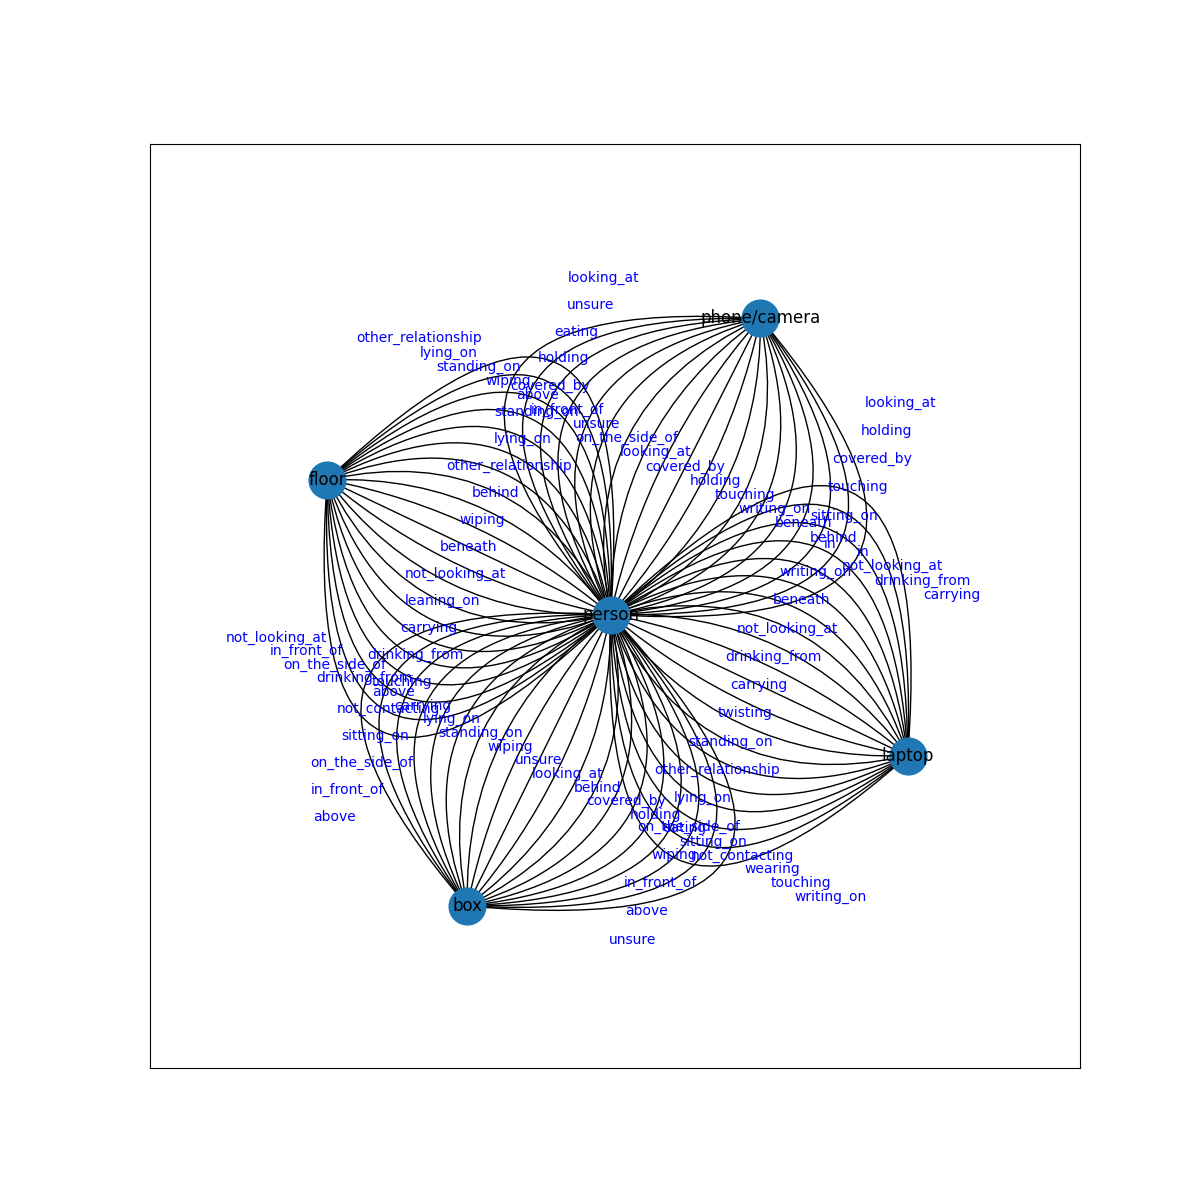 looking_at
unsure
phone/camera
eating
other_relationship
lying_on
holding
standing_on
wiping
covered_by
above
looking_at
standing_on
in_front_of
unsure
holding
lying_on
on_the_side_of
looking_at
covered_by
other_relationship
covered_by
floor
holding
touching
behind
touching
writing_on
sitting_on
wiping
beneath
behind
in
beneath
in
not_looking_at
not_looking_at
writing_on
drinking_from
leaning_on
beneath
carrying
person
carrying
not_looking_at
not_looking_at
in_front_of
drinking_from
drinking_from
on_the_side_of
drinking_from
touching
carrying
above
not_contacting
carrying
twisting
lying_on
sitting_on
standing_on
standing_on
wiping
laptop
unsure
on_the_side_of
looking_at
other_relationship
in_front_of
behind
covered_by
lying_on
above
holding
on_the_side_of
eating
sitting_on
wiping
not_contacting
wearing
in_front_of
touching
writing_on
box
above
unsure